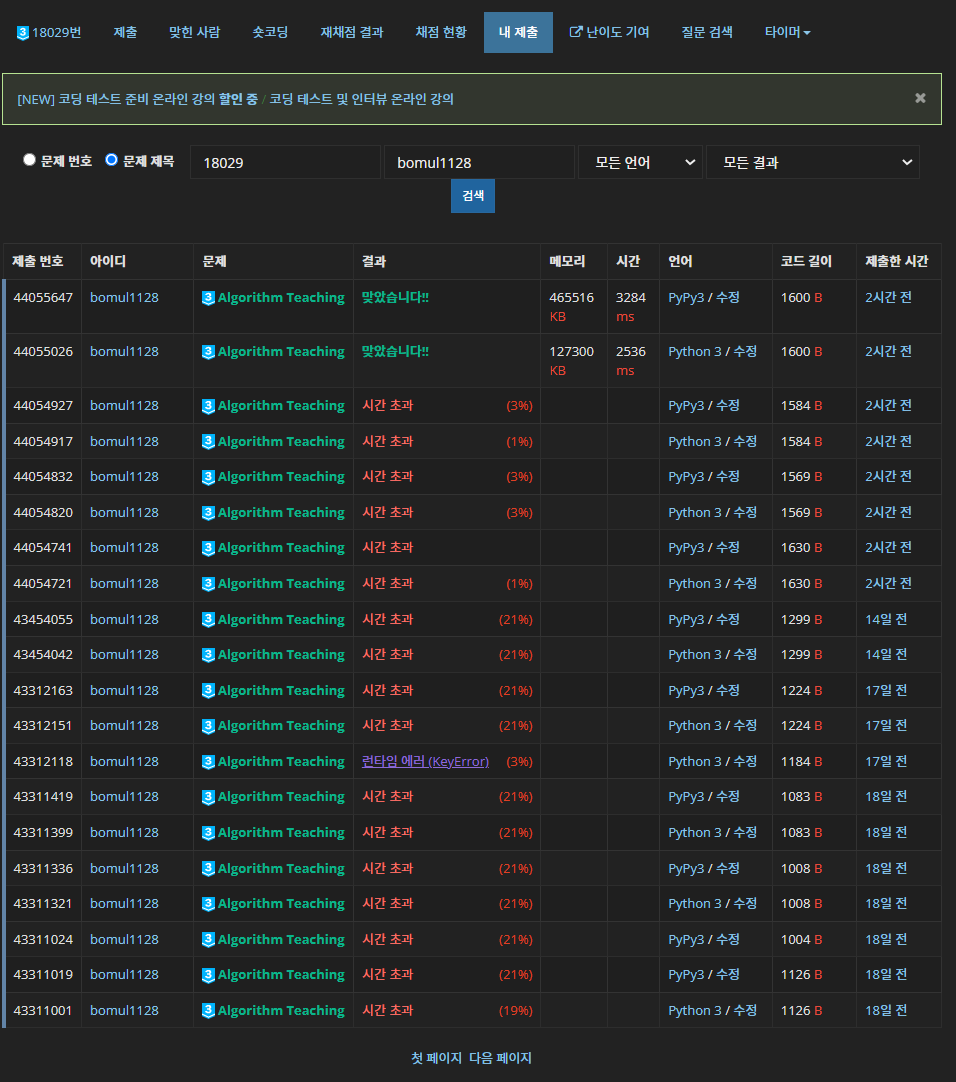 3 18029번 제출 맞힌 사람 숏코딩 재채점 결과 채점 현황 내 제출 난이도 기여 질문 검색 타이머
[NEW] 코딩 테스트 준비 온라인 강의 할인 중 / 코딩 테스트 및 인터뷰 온라인 강의 ✖
문제 번호 문제 제목 18029 bomul1128 모든 언어 모든 결과
검색
제출 번호 아이디 문제 결과 메모리 시간 언어 코드 길이 제출한 시간
44055647 bomul1128 3 Algorithm Teaching 맞았습니다!! 465516 KB 3284 ms PyPy3 / 수정 1600 B 2시간 전
44055026 bomul1128 3 Algorithm Teaching 맞았습니다!! 127300 KB 2536 ms Python 3 / 수정 1600 B 2시간 전
44054927 bomul1128 3 Algorithm Teaching 시간 초과 (3%) PyPy3 / 수정 1584 B 2시간 전
44054917 bomul1128 3 Algorithm Teaching 시간 초과 (1%) Python 3 / 수정 1584 B 2시간 전
44054832 bomul1128 3 Algorithm Teaching 시간 초과 (3%) PyPy3 / 수정 1569 B 2시간 전
44054820 bomul1128 3 Algorithm Teaching 시간 초과 (3%) Python 3 / 수정 1569 B 2시간 전
44054741 bomul1128 3 Algorithm Teaching 시간 초과 PyPy3 / 수정 1630 B 2시간 전
44054721 bomul1128 3 Algorithm Teaching 시간 초과 (1%) Python 3 / 수정 1630 B 2시간 전
43454055 bomul1128 3 Algorithm Teaching 시간 초과 (21%) PyPy3 / 수정 1299 B 14일 전
43454042 bomul1128 3 Algorithm Teaching 시간 초과 (21%) Python 3 / 수정 1299 B 14일 전
43312163 bomul1128 3 Algorithm Teaching 시간 초과 (21%) PyPy3 / 수정 1224 B 17일 전
43312151 bomul1128 3 Algorithm Teaching 시간 초과 (21%) Python 3 / 수정 1224 B 17일 전
43312118 bomul1128 3 Algorithm Teaching 런타임 에러 (KeyError) (3%) Python 3 / 수정 1184 B 17일 전
43311419 bomul1128 3 Algorithm Teaching 시간 초과 (21%) PyPy3 / 수정 1083 B 18일 전
43311399 bomul1128 3 Algorithm Teaching 시간 초과 (21%) Python 3 / 수정 1083 B 18일 전
43311336 bomul1128 3 Algorithm Teaching 시간 초과 (21%) PyPy3 / 수정 1008 B 18일 전
43311321 bomul1128 3 Algorithm Teaching 시간 초과 (21%) Python 3 / 수정 1008 B 18일 전
43311024 bomul1128 3 Algorithm Teaching 시간 초과 (21%) PyPy3 / 수정 1004 B 18일 전
43311019 bomul1128 3 Algorithm Teaching 시간 초과 (21%) PyPy3 / 수정 1126 B 18일 전
43311001 bomul1128 3 Algorithm Teaching 시간 초과 (19%) Python 3 / 수정 1126 B 18일 전
첫 페이지 다음 페이지